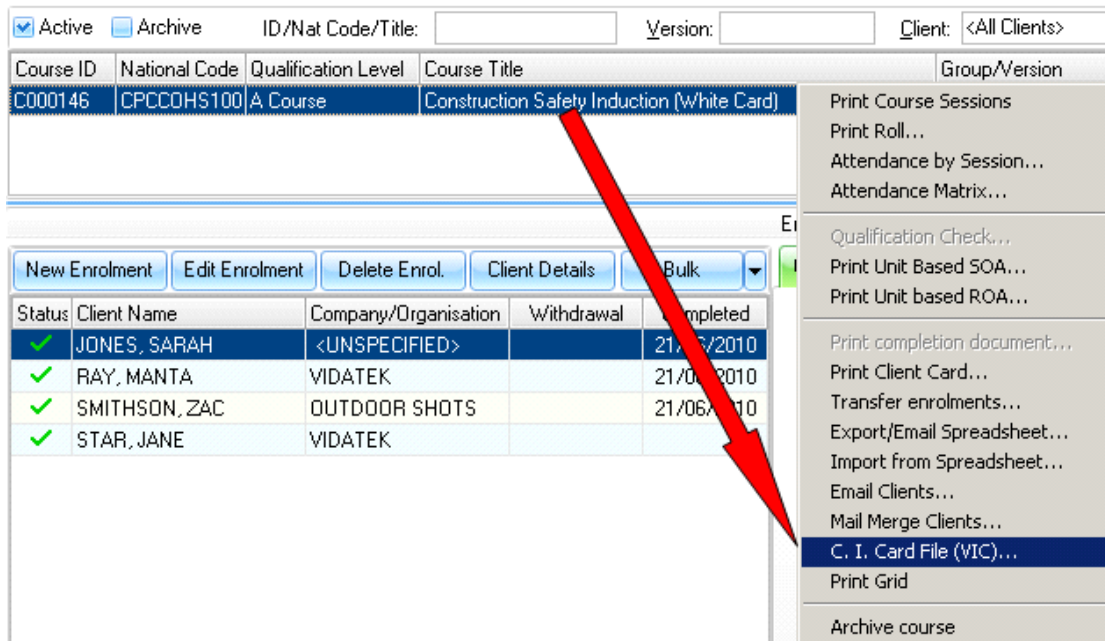 Active Archive ID/Nat Code/Title: Version: Client: <All Clients>
Course ID National Code Qualification Level Course Title Group/Version
C000146 CPCCOHS100 A Course Construction Safety Induction (White Card)
Print Course Sessions
Print Roll...
Attendance by Session...
Attendance Matrix...
Qualification Check...
Print Unit Based SOA...
Print Unit based ROA...
Print completion document...
Print Client Card...
Transfer enrolments...
Export/Email Spreadsheet...
Import from Spreadsheet...
Email Clients...
Mail Merge Clients...
C. I. Card File (VIC)...
Print Grid
Archive course
New Enrolment Edit Enrolment Delete Enrol. Client Details Bulk
Status Client Name Company/Organisation Withdrawal Completed
JONES, SARAH <UNSPECIFIED>
RAY, MANTA VIDATEK
SMITHSON, ZAC OUTDOOR SHOTS 21/06/2010
STAR, JANE VIDATEK